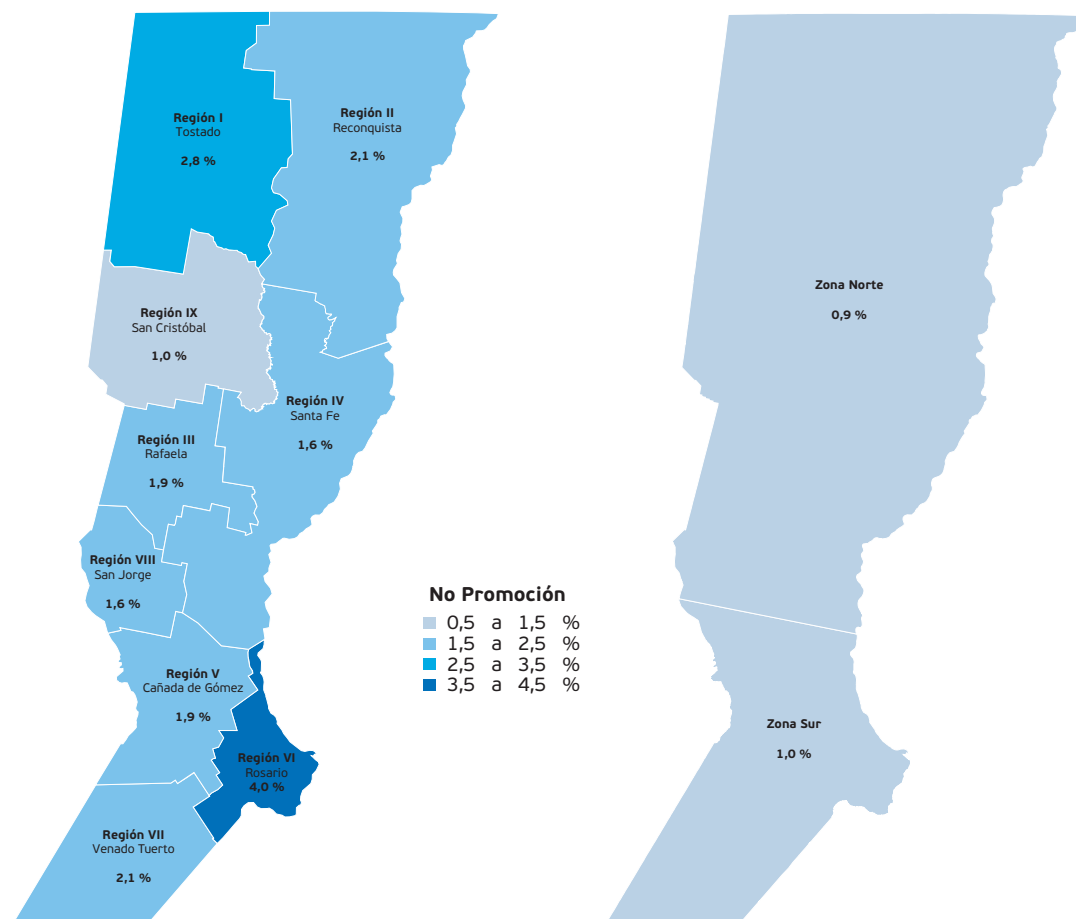 Región I
Tostado
2,8 %
Región II
Reconquista
2,1 %
Región IX
San Cristóbal
1,0 %
Región IV
Santa Fe
1,6 %
Región III
Rafaela
1,9 %
Región VIII
San Jorge
1,6 %
Región V
Cañada de Gómez
1,9 %
Región VI
Rosario
4,0 %
Región VII
Venado Tuerto
2,1 %
No Promoción
0,5 a 1,5 %
1,5 a 2,5 %
2,5 a 3,5 %
3,5 a 4,5 %
Zona Norte
0,9 %
Zona Sur
1,0 %